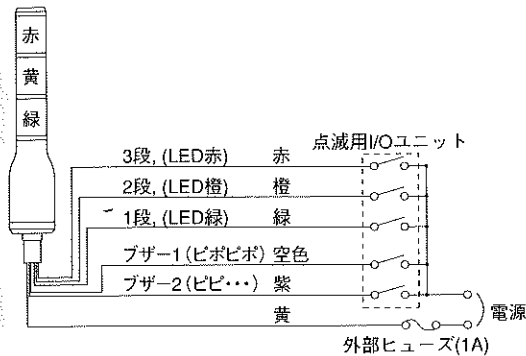 赤
黄
緑
点滅用I/Oユニット
3段, (LED赤) 赤
2段, (LED橙) 橙
1段, (LED緑) 緑
ブザー1 (ピポピポ) 空色
ブザー2 (ピピ・・・) 紫
黄
電源
外部ヒューズ(1A)